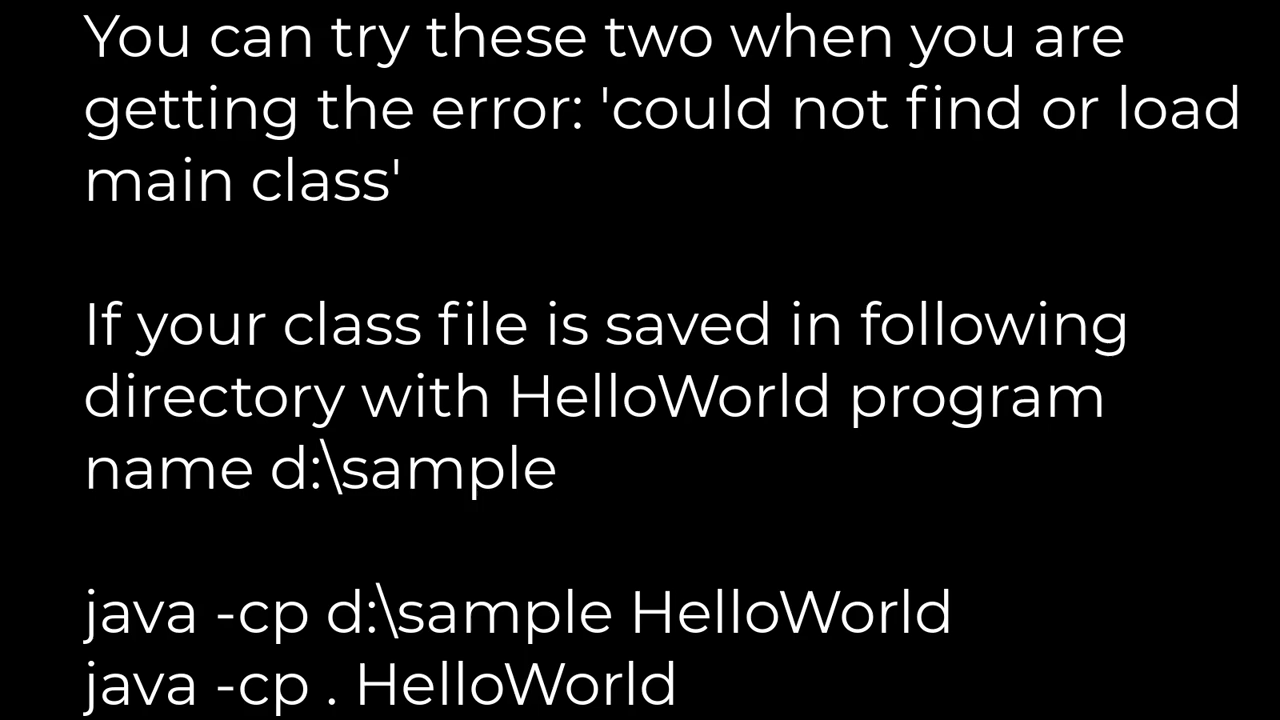 You can try these two when you are
getting the error: 'could not find or load
main class'
If your class file is saved in following
directory with HelloWorld program
name d:\sample
java -cp d:\sample HelloWorld
java -cp . HelloWorld